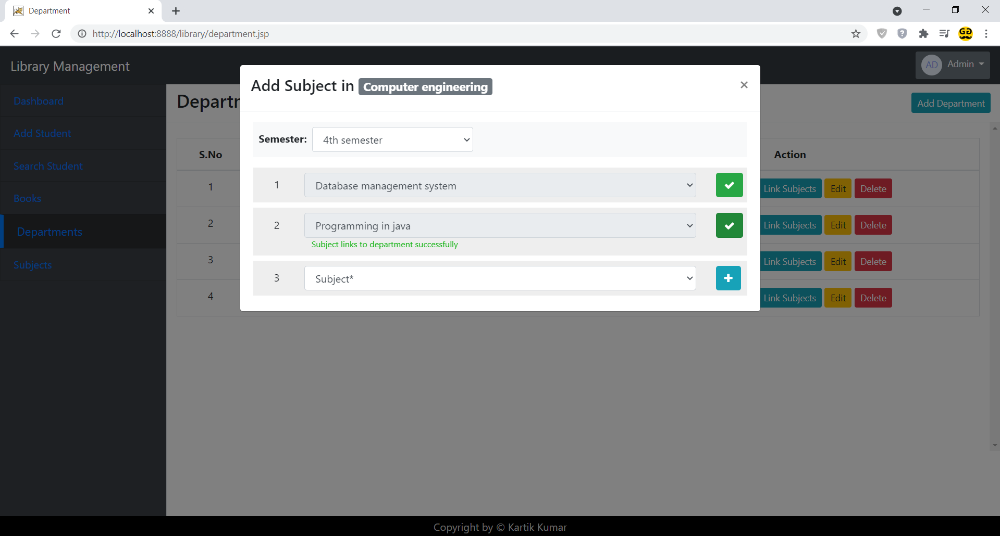 Department
http://localhost:8888/library/department.jsp
Library Management
AD Admin
Dashboard
Add Student
Search Student
Books
Departments
Subjects
Departm
Add Department
S.No Action
1 Link Subjects Edit Delete
2 Link Subjects Edit Delete
3 Link Subjects Edit Delete
4 Link Subjects Edit Delete
Add Subject in Computer engineering ×
Semester: 4th semester
1 Database management system
2 Programming in java
Subject links to department successfully
3 Subject*
Copyright by © Kartik Kumar